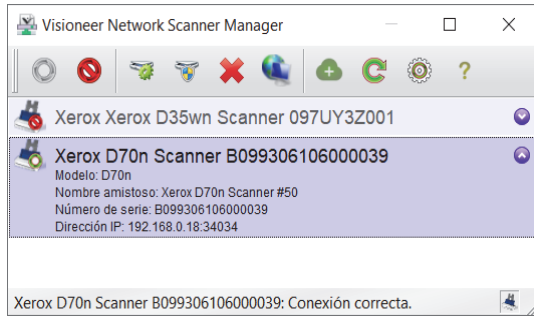 Visioneer Network Scanner Manager
?
Xerox Xerox D35wn Scanner 097UY3Z001
Xerox D70n Scanner B099306106000039
Modelo: D70n
Nombre amistoso: Xerox D70n Scanner #50
Número de serie: B099306106000039
Dirección IP: 192.168.0.18:34034
Xerox D70n Scanner B099306106000039: Conexión correcta.